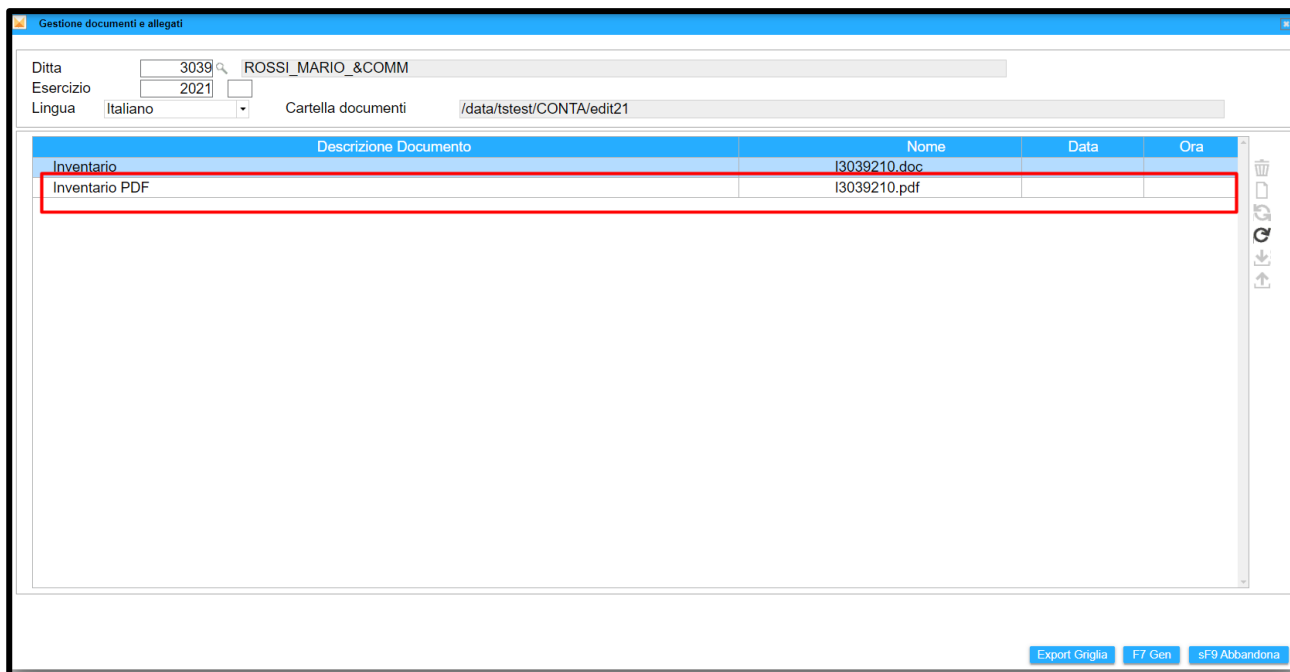 Gestione documenti e allegati
Ditta 3039 ROSSI_MARIO_&COMM
Esercizio 2021
Lingua Italiano Cartella documenti /data/tstest/CONTA/edit21
Descrizione Documento Nome Data Ora
Inventario I3039210.doc
Inventario PDF I3039210.pdf
Export Griglia F7 Gen sF9 Abbandona